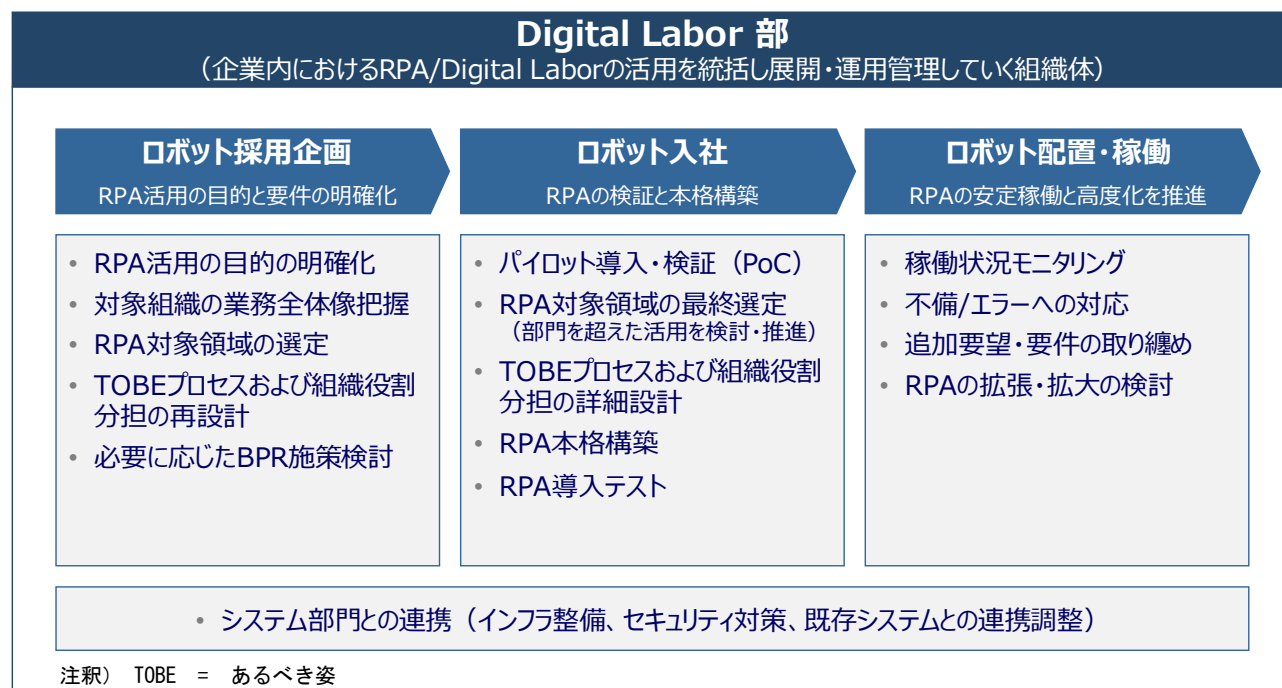 Digital Labor 部
（企業内におけるRPA/Digital Laborの活用を統括し展開・運用管理していく組織体）
ロボット採用企画
RPA活用の目的と要件の明確化
• RPA活用の目的の明確化
• 対象組織の業務全体像把握
• RPA対象領域の選定
• TOBEプロセスおよび組織役割
分担の再設計
• 必要に応じたBPR施策検討
ロボット入社
RPAの検証と本格構築
• パイロット導入・検証（PoC）
• RPA対象領域の最終選定
（部門を超えた活用を検討・推進）
• TOBEプロセスおよび組織役割
分担の詳細設計
• RPA本格構築
• RPA導入テスト
ロボット配置・稼働
RPAの安定稼働と高度化を推進
• 稼働状況モニタリング
• 不備/エラーへの対応
• 追加要望・要件の取り纏め
• RPAの拡張・拡大の検討
• システム部門との連携（インフラ整備、セキュリティ対策、既存システムとの連携調整）
注釈） TOBE = あるべき姿